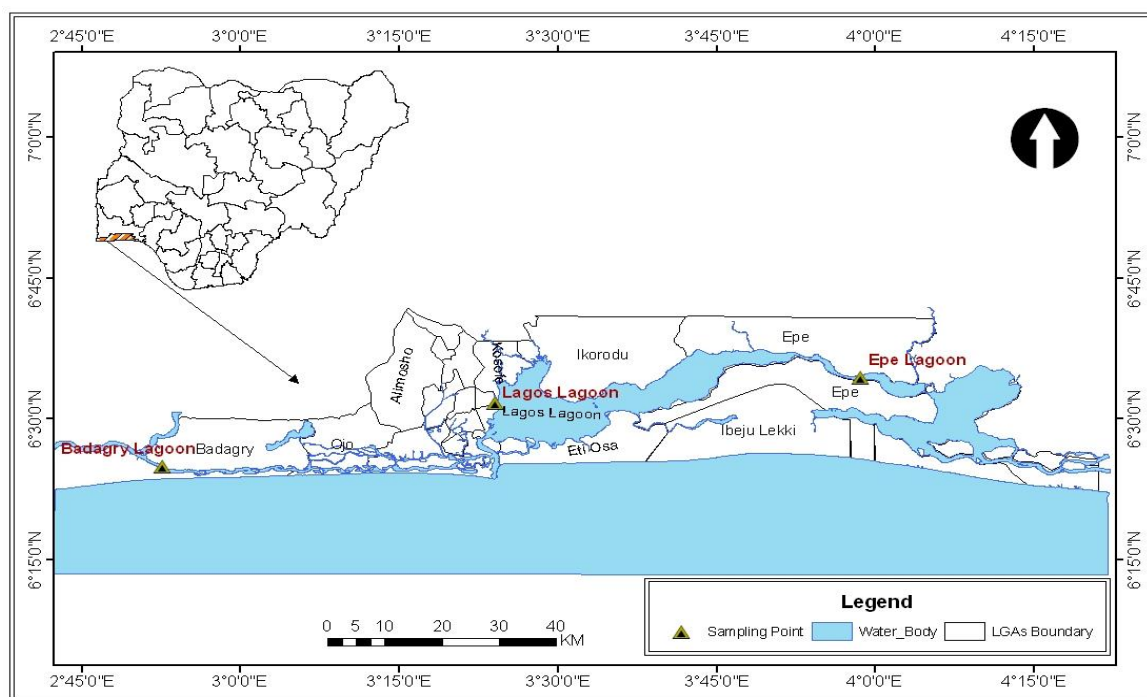 2°45'0"E 3°0'0"E 3°15'0"E 3°30'0"E 3°45'0"E 4°0'0"E 4°15'0"E
7°0'0"N
7°0'0"N
6°45'0"N
6°45'0"N
Kosofe
Ikorodu
Epe
Alimosho
Epe Lagoon
Lagos Lagoon
Epe
Lagos Lagoon
6°30'0"N
6°30'0"N
Badagry Lagoon
Badagry
Ojo
Eti Osa
Ibeju Lekki
6°15'0"N
6°15'0"N
Legend
Sampling Point
Water_Body
LGAs Boundary
0 5 10 20 30 40
KM
2°45'0"E 3°0'0"E 3°15'0"E 3°30'0"E 3°45'0"E 4°0'0"E 4°15'0"E